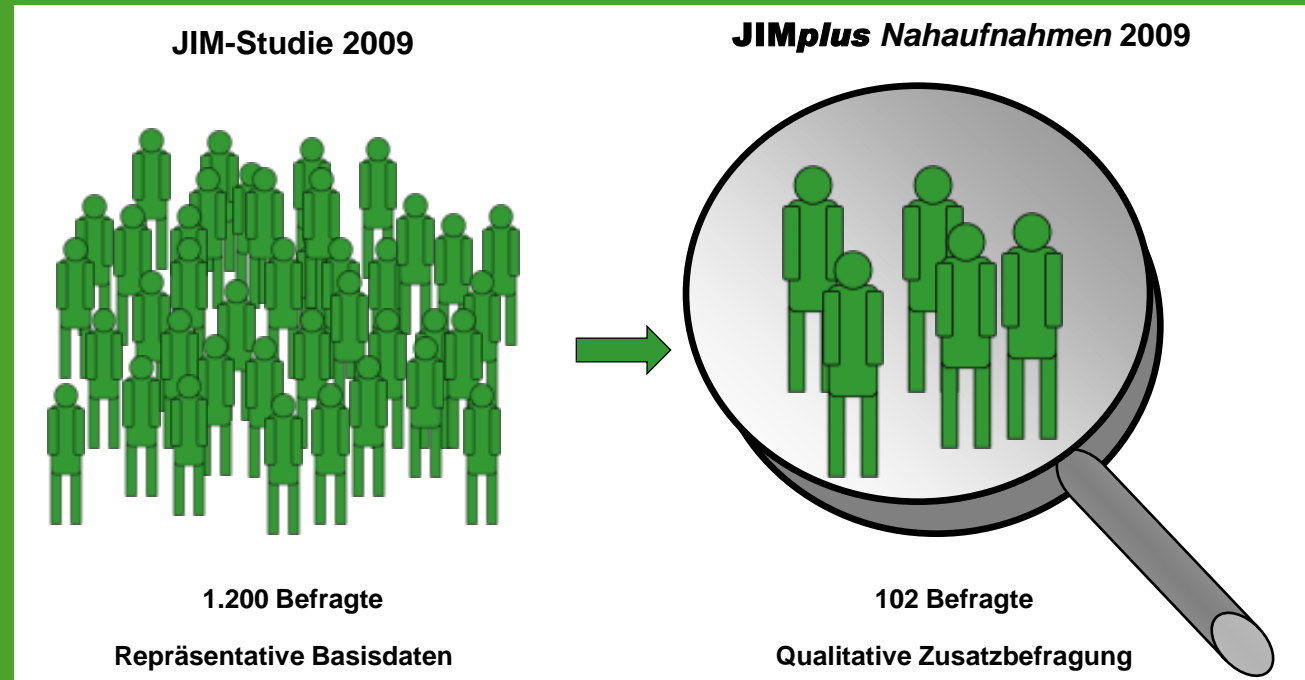 JIM-Studie 2009
JIMplus Nahaufnahmen 2009
1.200 Befragte
Repräsentative Basisdaten
102 Befragte
Qualitative Zusatzbefragung